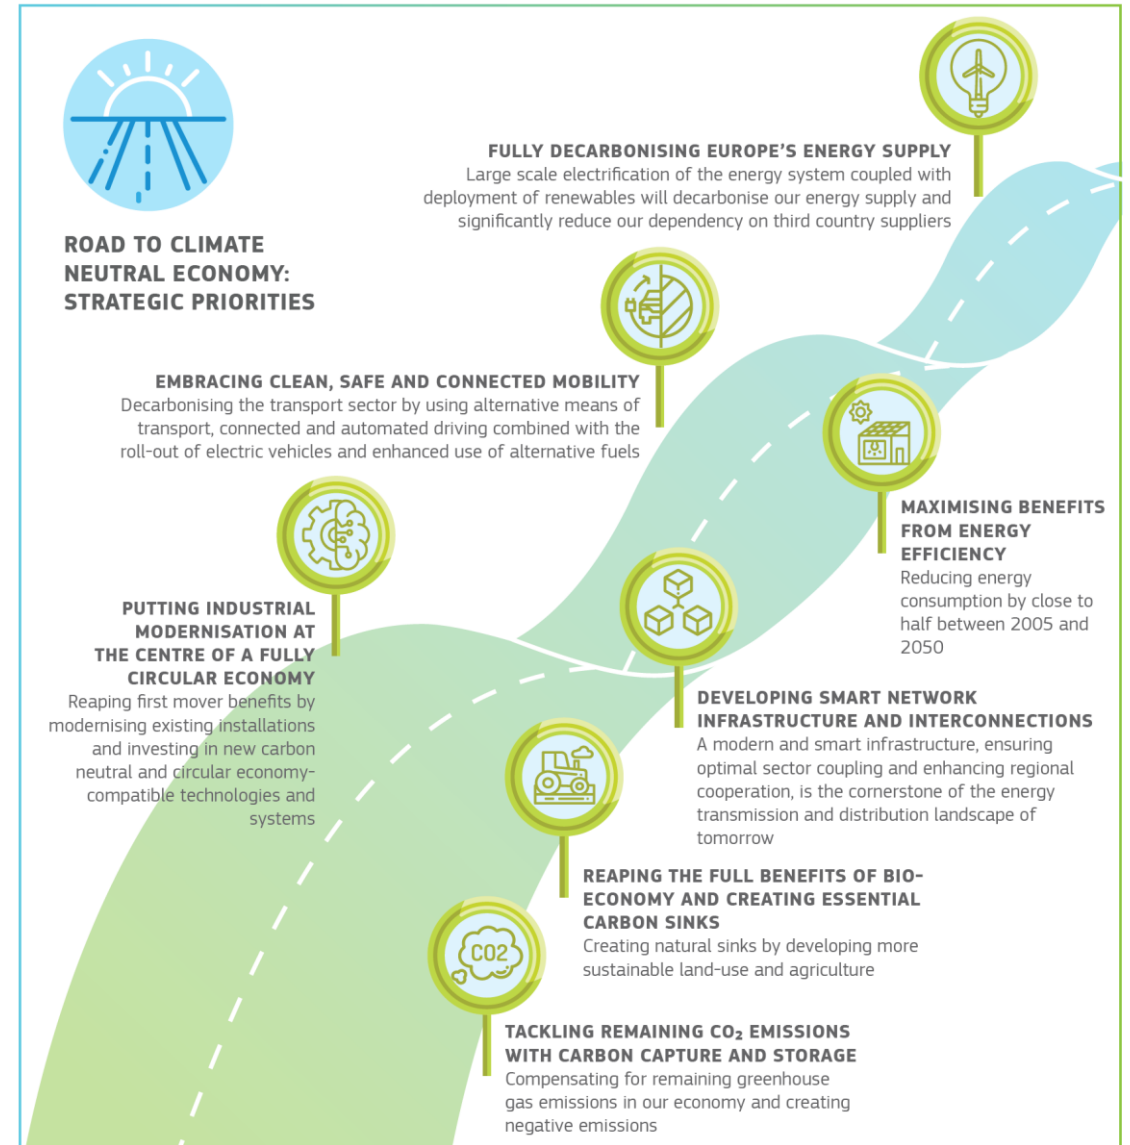 ROAD TO CLIMATE
NEUTRAL ECONOMY:
STRATEGIC PRIORITIES
FULLY DECARBONISING EUROPE’S ENERGY SUPPLY
Large scale electrification of the energy system coupled with
deployment of renewables will decarbonise our energy supply and
significantly reduce our dependency on third country suppliers
EMBRACING CLEAN, SAFE AND CONNECTED MOBILITY
Decarbonising the transport sector by using alternative means of
transport, connected and automated driving combined with the
roll-out of electric vehicles and enhanced use of alternative fuels
MAXIMISING BENEFITS
FROM ENERGY
EFFICIENCY
Reducing energy
consumption by close to
half between 2005 and
2050
PUTTING INDUSTRIAL
MODERNISATION AT
THE CENTRE OF A FULLY
CIRCULAR ECONOMY
Reaping first mover benefits by
modernising existing installations
and investing in new carbon
neutral and circular economy-
compatible technologies and
systems
DEVELOPING SMART NETWORK
INFRASTRUCTURE AND INTERCONNECTIONS
A modern and smart infrastructure, ensuring
optimal sector coupling and enhancing regional
cooperation, is the cornerstone of the energy
transmission and distribution landscape of
tomorrow
REAPING THE FULL BENEFITS OF BIO-
ECONOMY AND CREATING ESSENTIAL
CARBON SINKS
Creating natural sinks by developing more
sustainable land-use and agriculture
CO2
TACKLING REMAINING CO₂ EMISSIONS
WITH CARBON CAPTURE AND STORAGE
Compensating for remaining greenhouse
gas emissions in our economy and creating
negative emissions